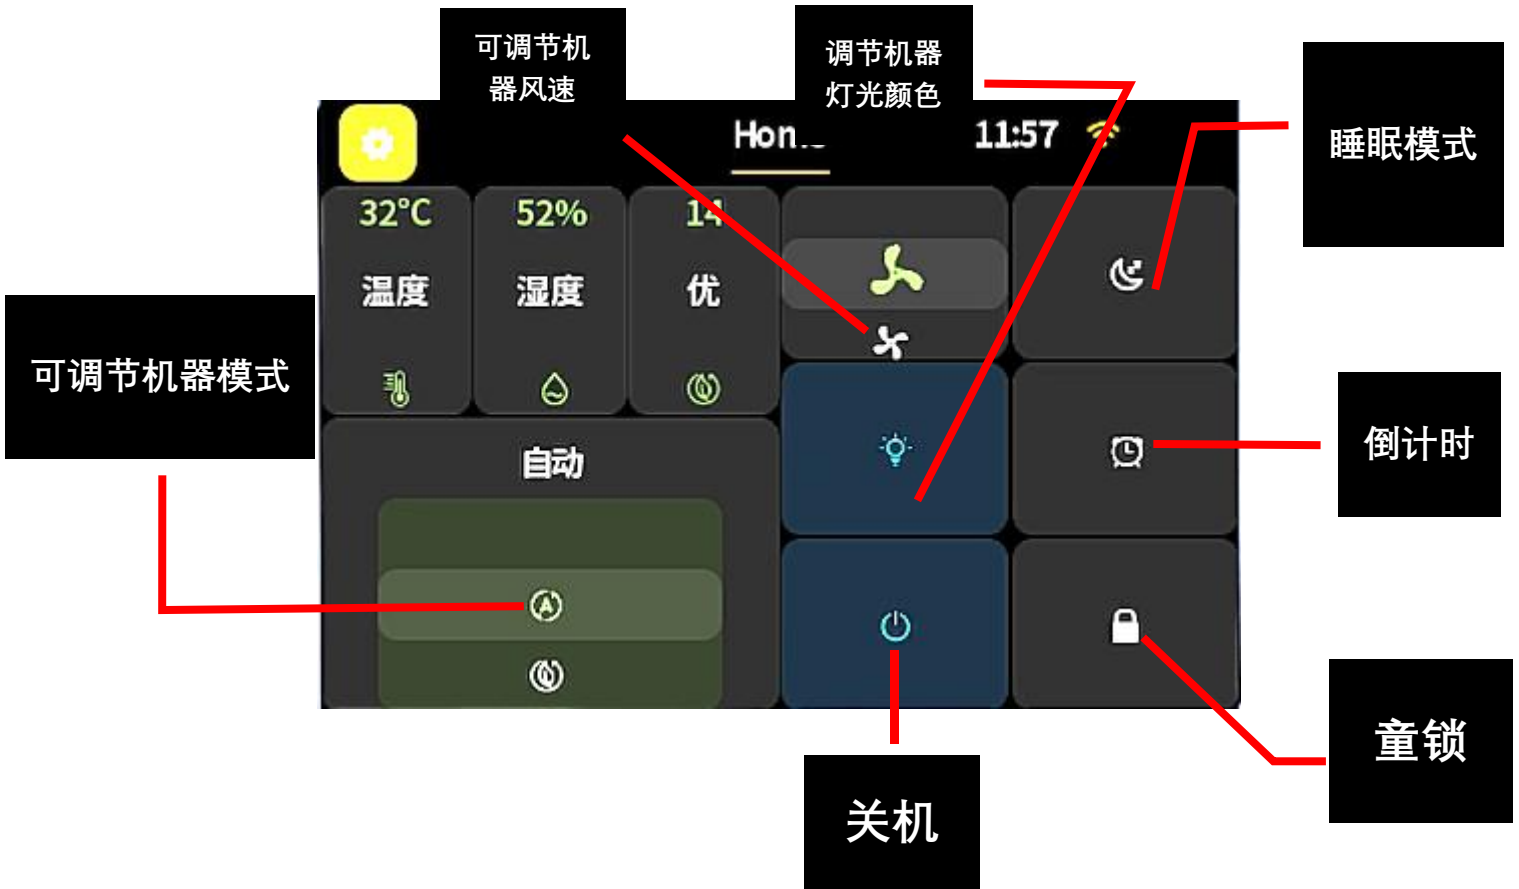 可调节机
器风速
调节机器
灯光颜色
睡眠模式
Home
11:57
32°C
52%
14
温度
湿度
优
可调节机器模式
自动
倒计时
童锁
关机